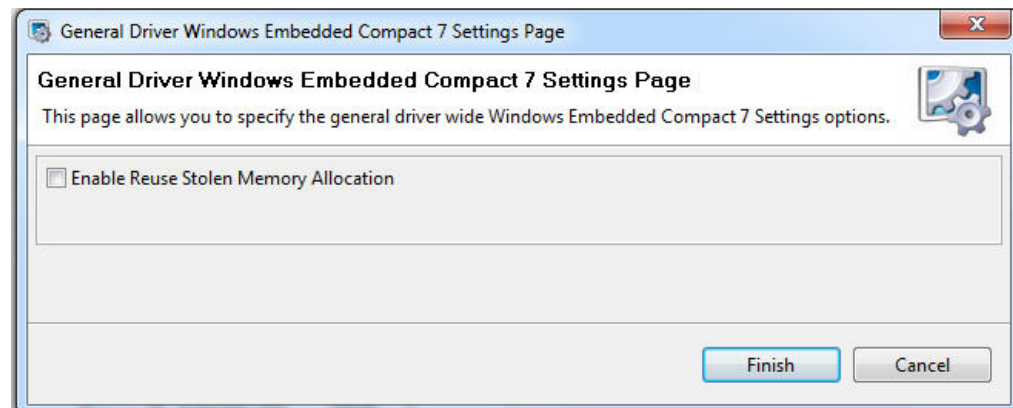 General Driver Windows Embedded Compact 7 Settings Page
General Driver Windows Embedded Compact 7 Settings Page
This page allows you to specify the general driver wide Windows Embedded Compact 7 Settings options.
Enable Reuse Stolen Memory Allocation
Finish Cancel